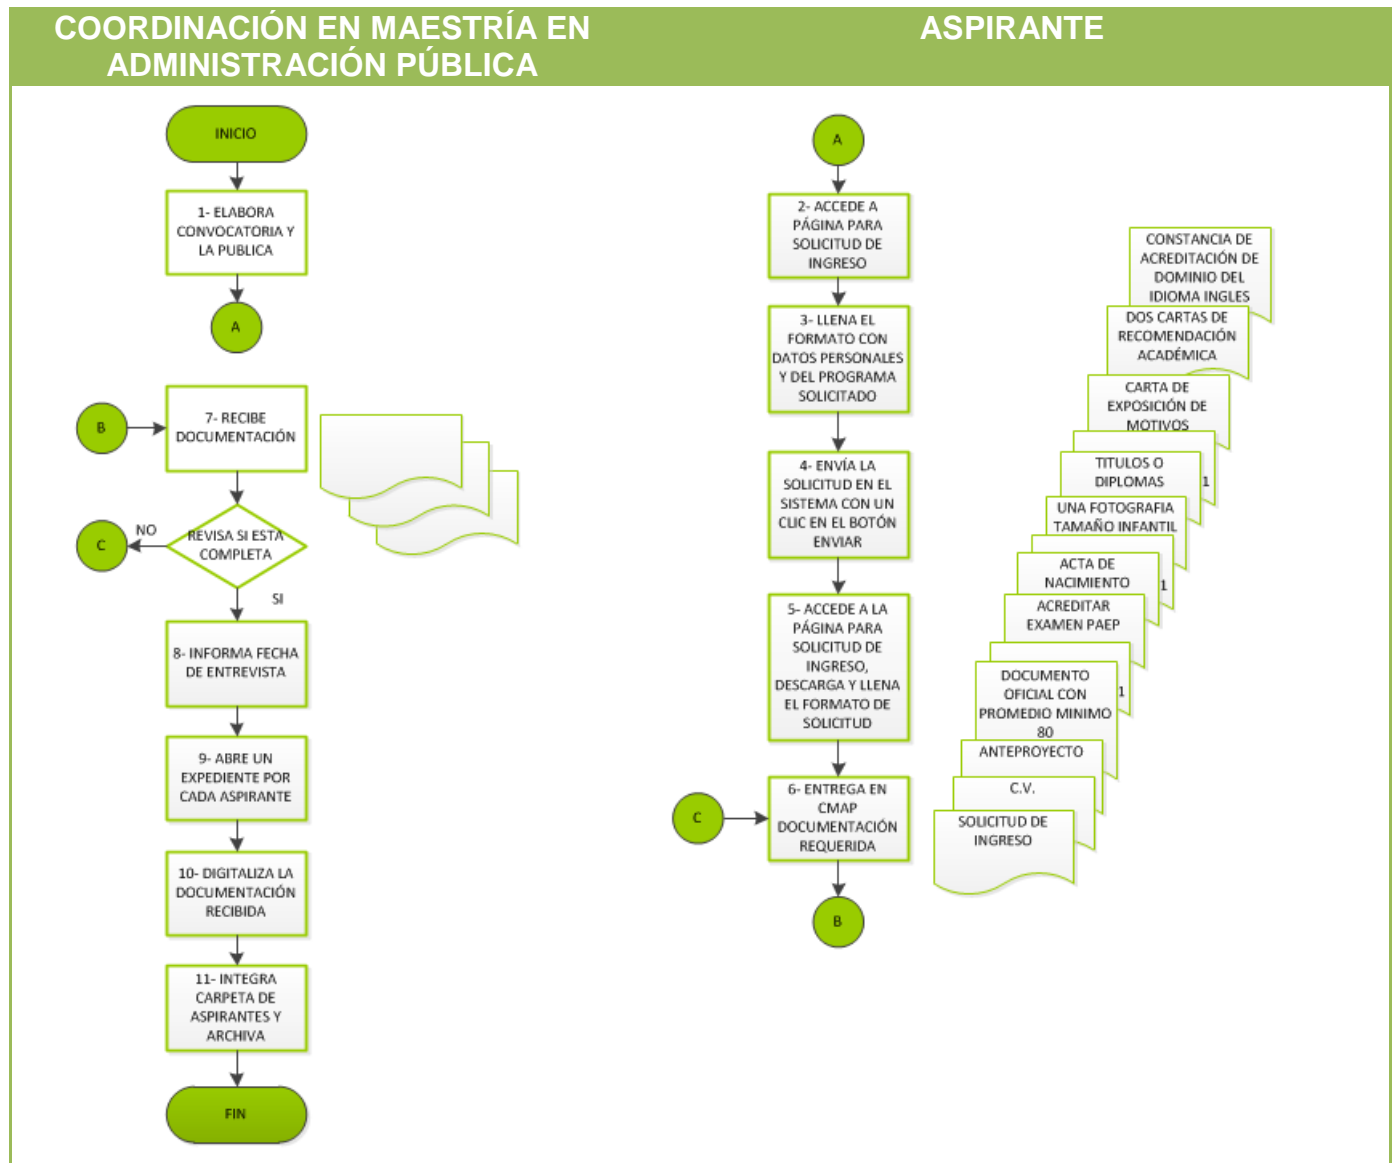 COORDINACIÓN EN MAESTRÍA EN
ADMINISTRACIÓN PÚBLICA
ASPIRANTE
INICIO
1- ELABORA
CONVOCATORIA Y
LA PUBLICA
A
B
7- RECIBE
DOCUMENTACIÓN
C
NO
REVISA SI ESTA
COMPLETA
SI
8- INFORMA FECHA
DE ENTREVISTA
9- ABRE UN
EXPEDIENTE POR
CADA ASPIRANTE
10- DIGITALIZA LA
DOCUMENTACIÓN
RECIBIDA
11- INTEGRA
CARPETA DE
ASPIRANTES Y
ARCHIVA
FIN
A
2- ACCEDE A
PÁGINA PARA
SOLICITUD DE
INGRESO
3- LLENA EL
FORMATO CON
DATOS PERSONALES
Y DEL PROGRAMA
SOLICITADO
4- ENVÍA LA
SOLICITUD EN EL
SISTEMA CON UN
CLIC EN EL BOTÓN
ENVIAR
5- ACCEDE A LA
PÁGINA PARA
SOLICITUD DE
INGRESO,
DESCARGA Y LLENA
EL FORMATO DE
SOLICITUD
C
6- ENTREGA EN
CMAP
DOCUMENTACIÓN
REQUERIDA
B
CONSTANCIA DE
ACREDITACIÓN DE
DOMINIO DEL
IDIOMA INGLES
DOS CARTAS DE
RECOMENDACIÓN
ACADÉMICA
CARTA DE
EXPOSICIÓN DE
MOTIVOS
TITULOS O
DIPLOMAS
1
UNA FOTOGRAFIA
TAMAÑO INFANTIL
ACTA DE
NACIMIENTO
1
ACREDITAR
EXAMEN PAEP
DOCUMENTO
OFICIAL CON
1
PROMEDIO MINIMO
80
ANTEPROYECTO
C.V.
SOLICITUD DE
INGRESO